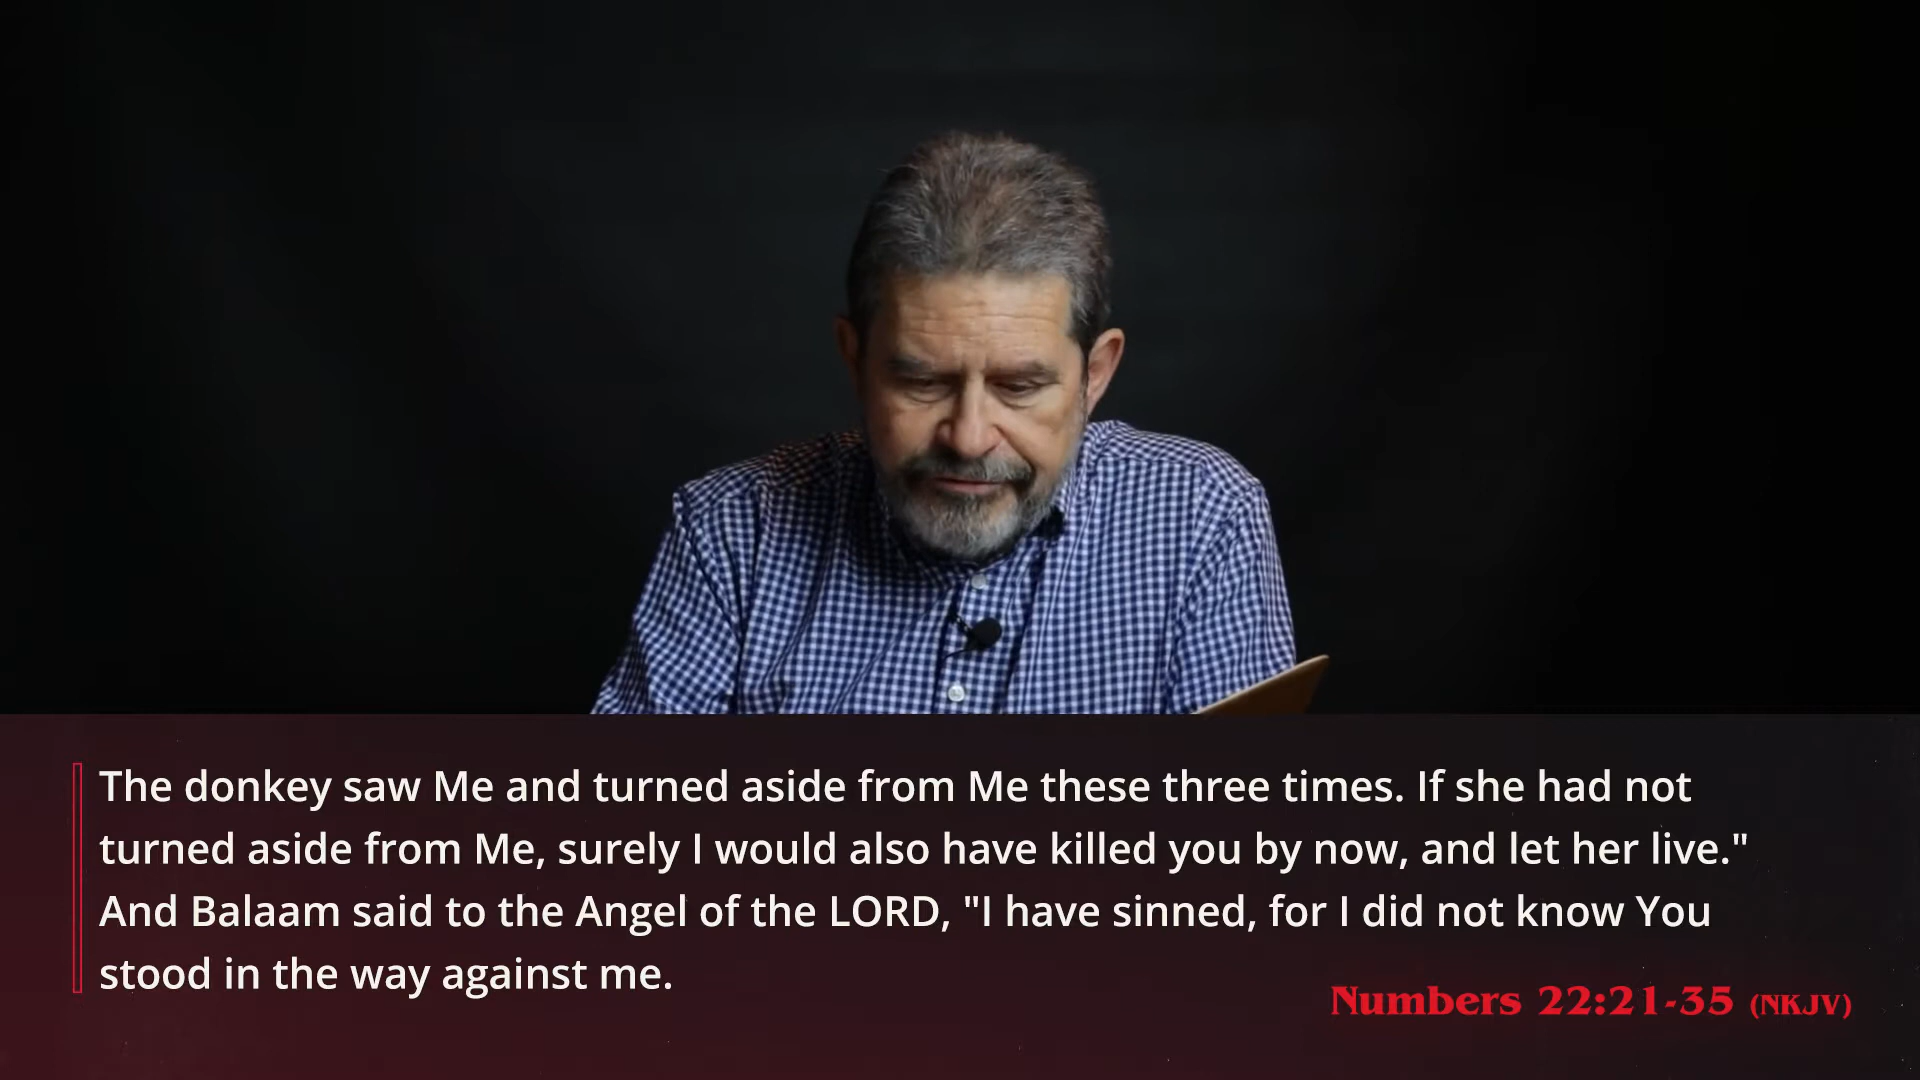 The donkey saw Me and turned aside from Me these three times. If she had not
turned aside from Me, surely I would also have killed you by now, and let her live."
And Balaam said to the Angel of the LORD, "I have sinned, for I did not know You
stood in the way against me.
Numbers 22:21-35 (NKJV)